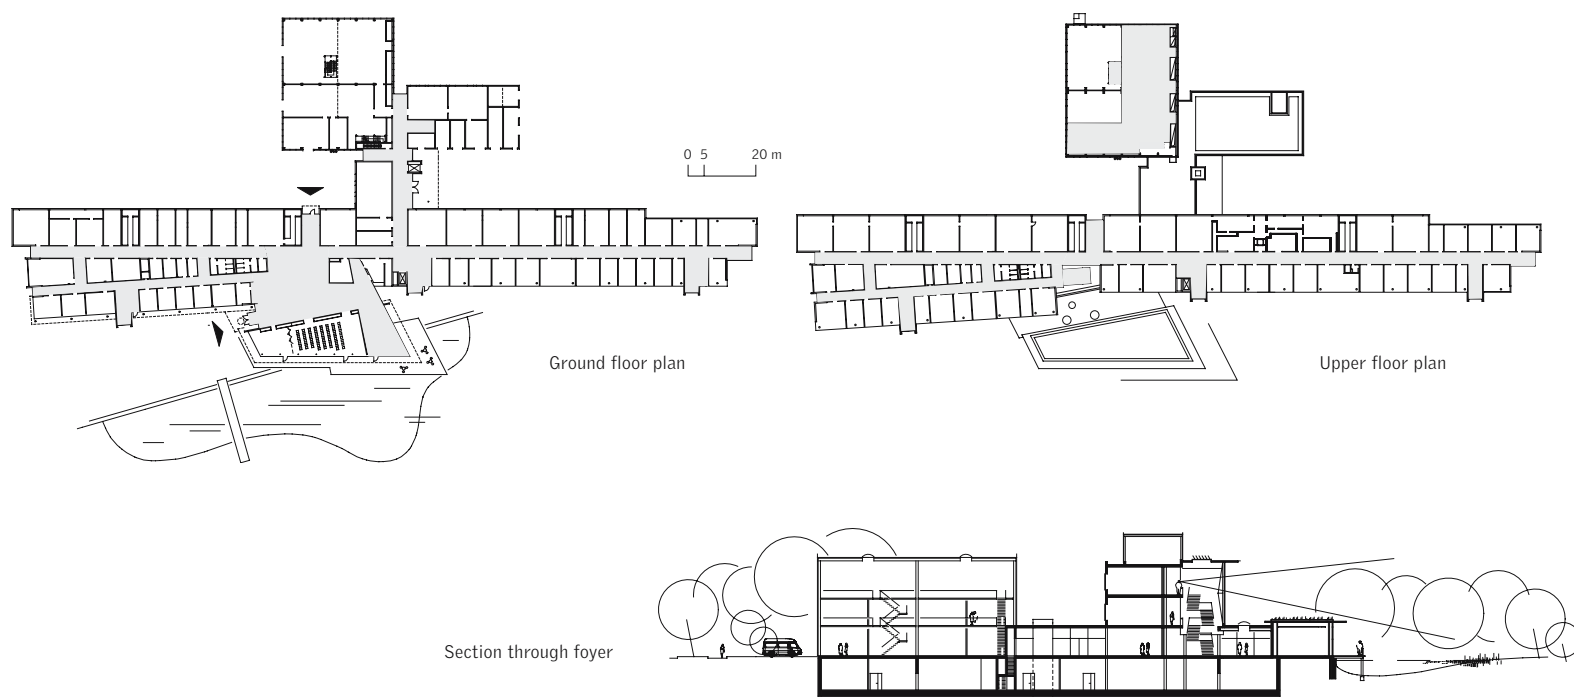 0 5 20 m
Ground floor plan
Upper floor plan
Section through foyer